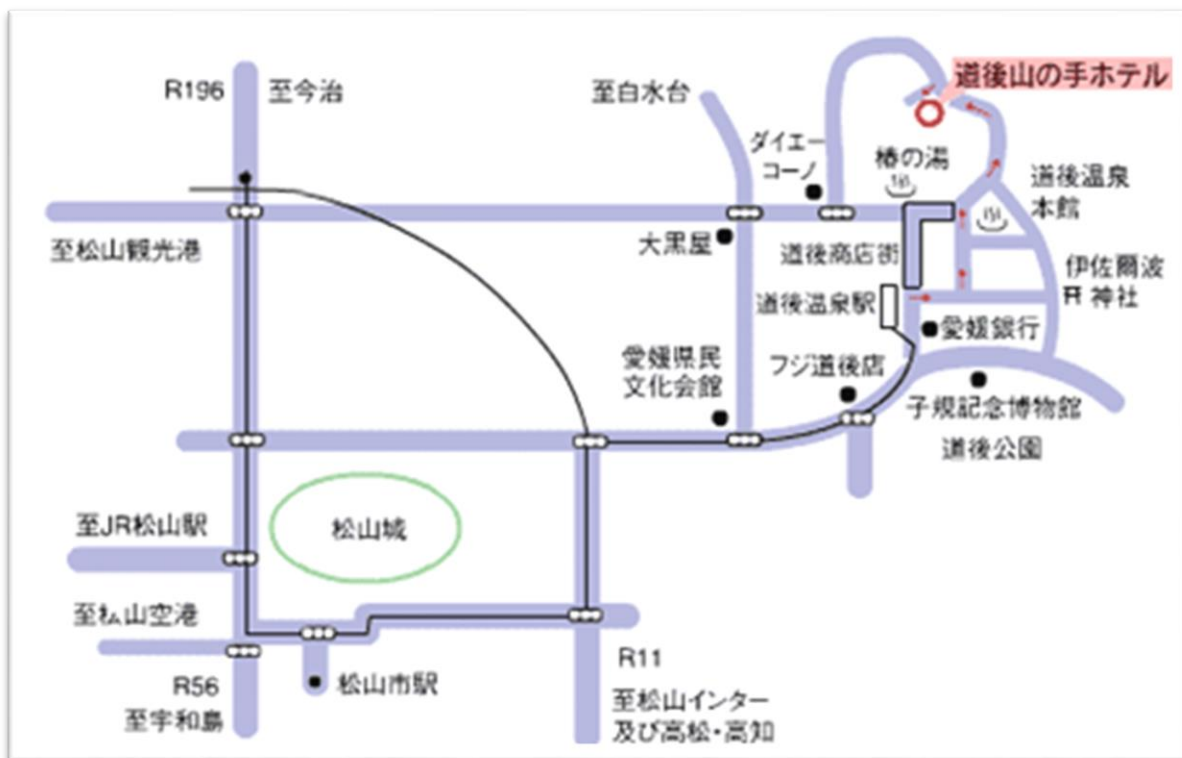 R196
至今治
至白水台
道後山の手ホテル
ダイエー
コーノ
椿の湯
道後温泉
本館
至松山観光港
大黒屋
道後商店街
伊佐爾波
神社
道後温泉駅
愛媛銀行
愛媛県民
文化会館
フジ道後店
子規記念博物館
道後公園
至JR松山駅
松山城
至松山空港
R56
至宇和島
松山市駅
R11
至松山インター
及び高松・高知